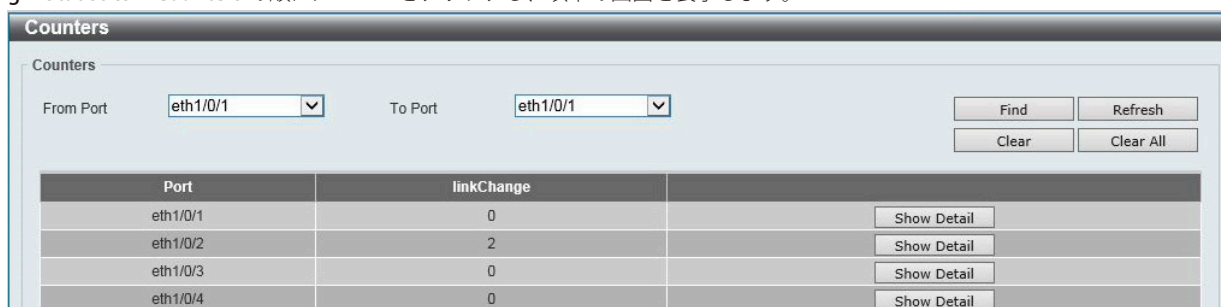 Counters
Counters
From Port eth1/0/1 To Port eth1/0/1 Find Refresh
Clear Clear All
Port linkChange
eth1/0/1 0 Show Detail
eth1/0/2 2 Show Detail
eth1/0/3 0 Show Detail
eth1/0/4 0 Show Detail